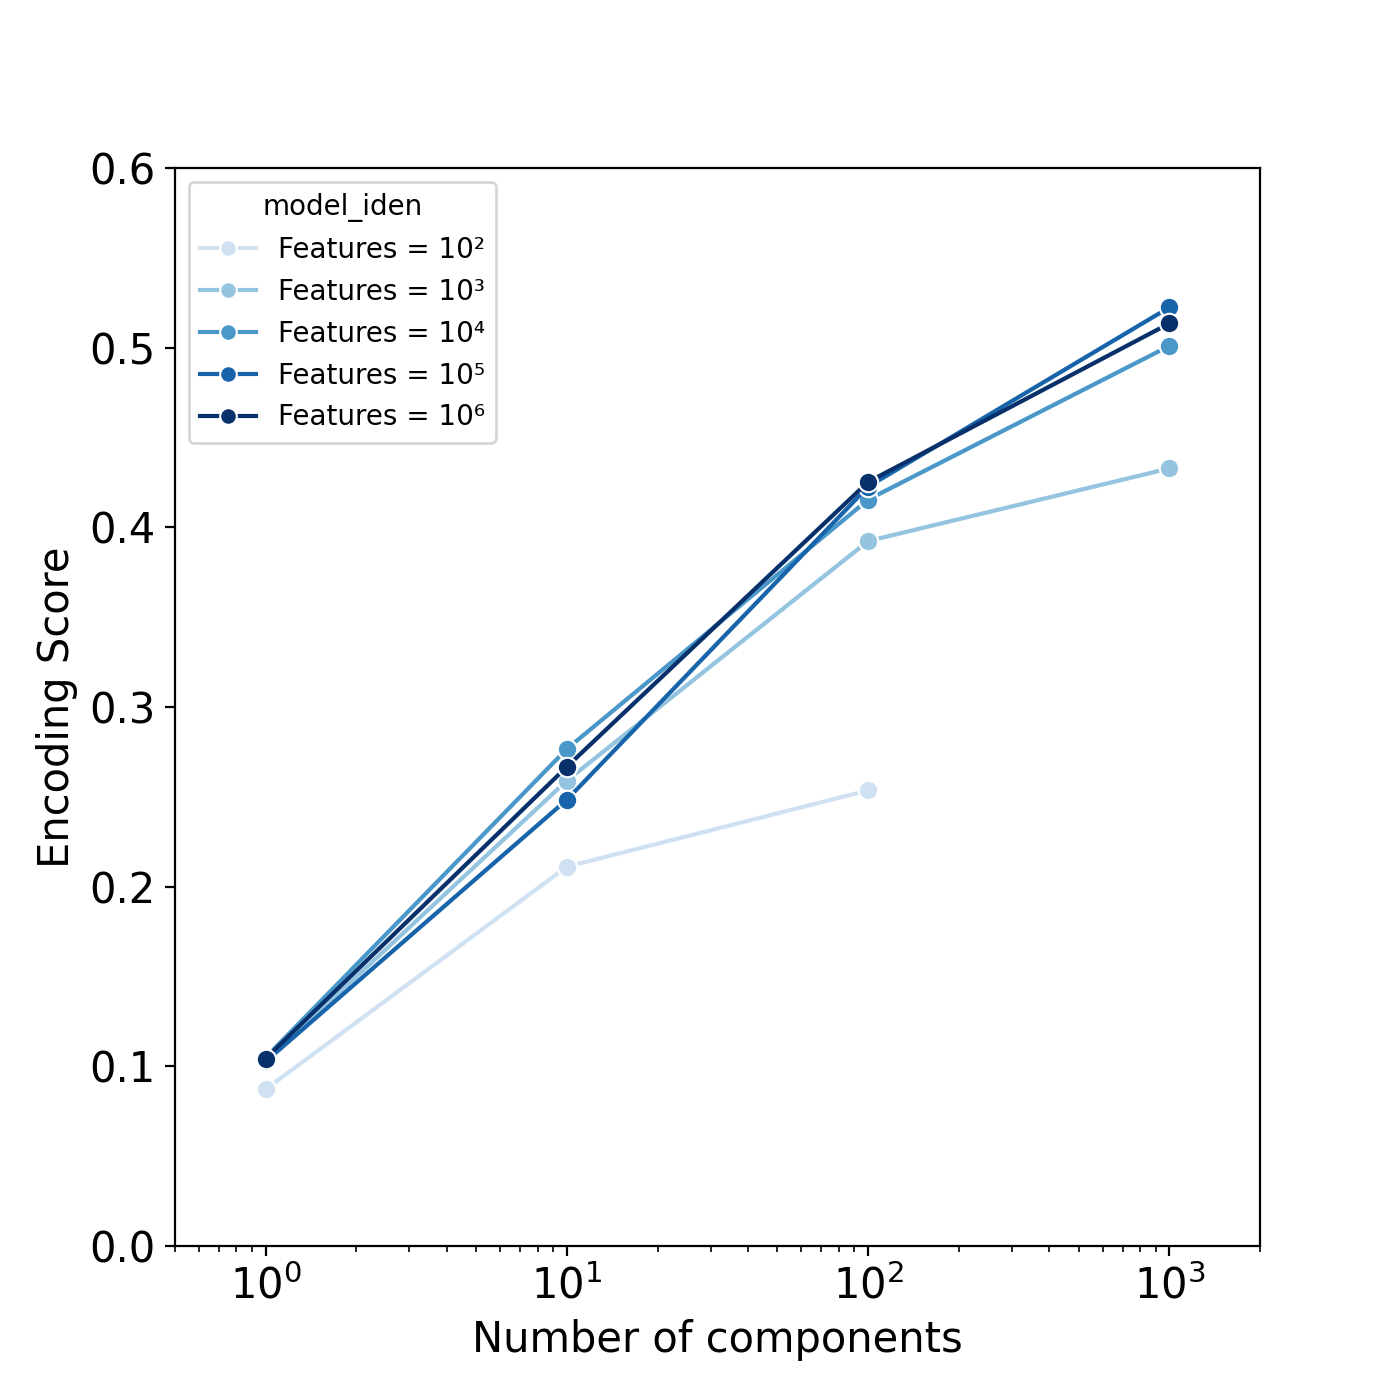 model_iden
Features = 10²
Features = 10³
Features = 10⁴
Features = 10⁵
Features = 10⁶
0.6
0.5
0.4
0.3
0.2
0.1
0.0
Encoding Score
10⁰ 10¹ 10² 10³
Number of components